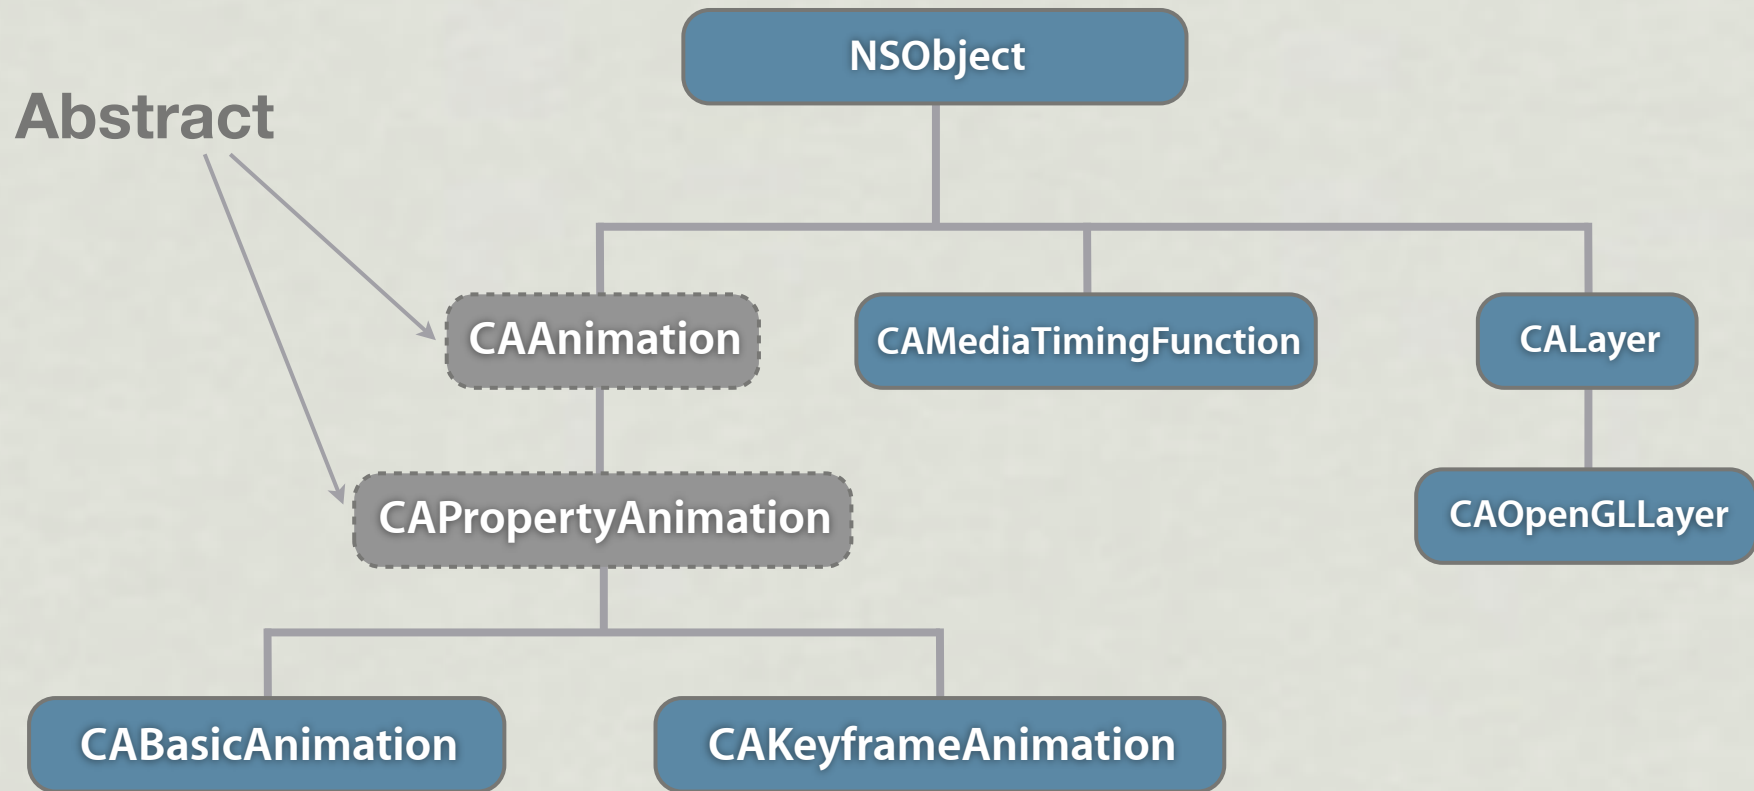 NSObject
Abstract
CAAnimation
CAMediaTimingFunction
CALayer
CAPropertyAnimation
CAOpenGLLayer
CABasicAnimation
CAKeyframeAnimation